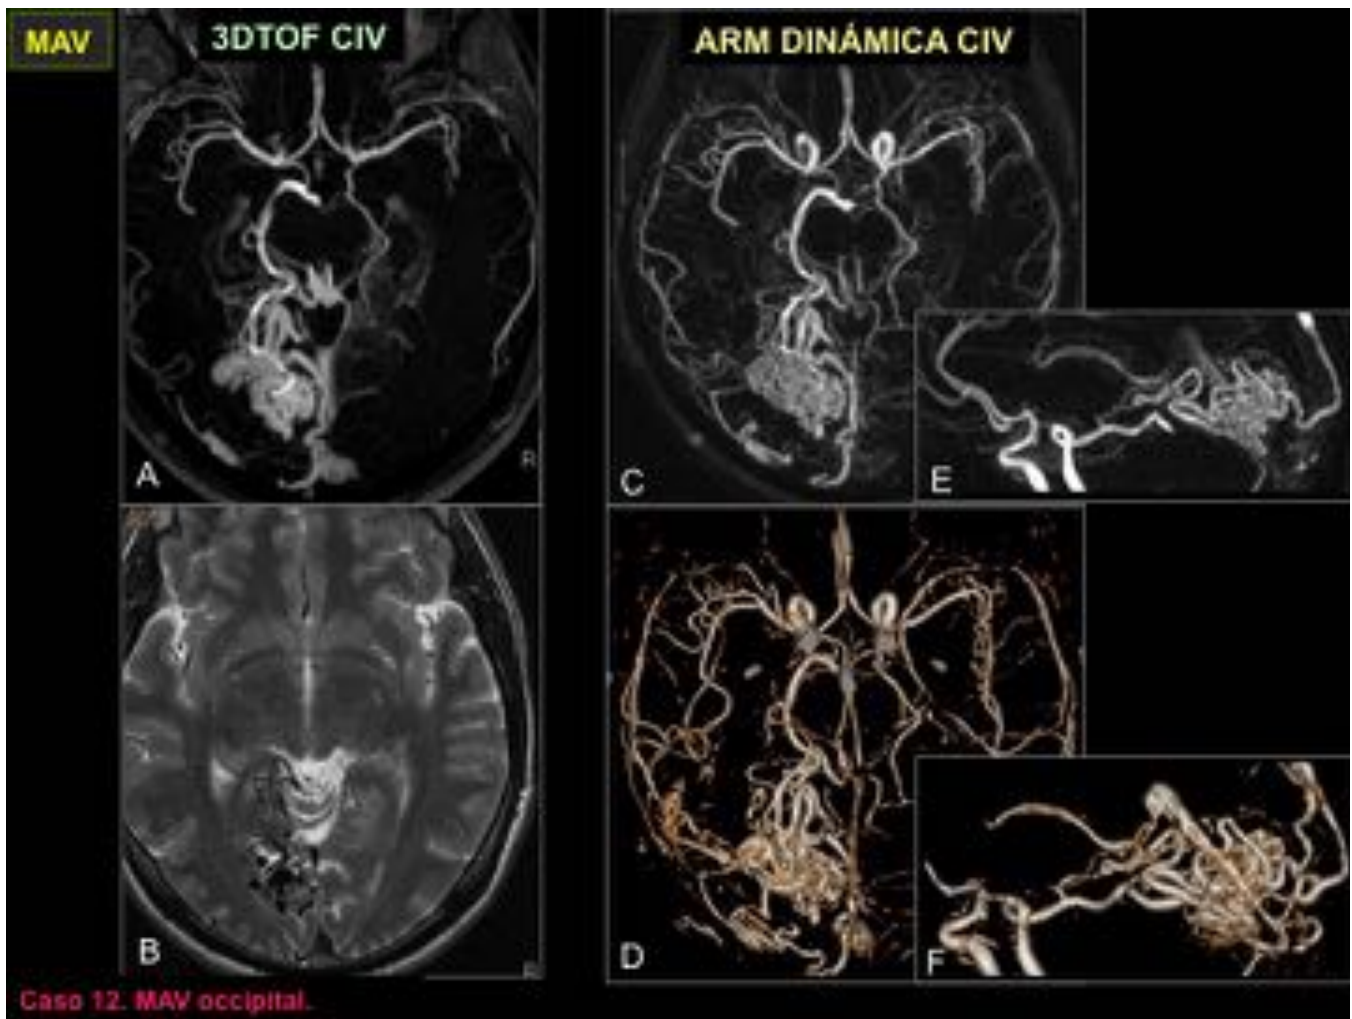 MAV
3DTOF CIV
ARM DINÁMICA CIV
R
A
C
E
B
D
F
Caso 12. MAV occipital.